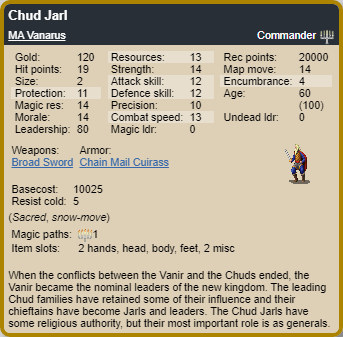 Chud Jarl
MA Vanarus Commander
Gold: 120 Resources: 13 Rec points: 20000
Hit points: 19 Strength: 14 Map move: 14
Size: 2 Attack skill: 12 Encumbrance: 4
Protection: 11 Defence skill: 12 Age: 60
Magic res: 14 Precision: 10 (100)
Morale: 14 Combat speed: 13 Undead ldr: 0
Leadership: 80 Magic ldr: 0
Weapons: Armor:
Broad Sword Chain Mail Cuirass
Basecost: 10025
Resist cold: 5
(Sacred, snow-move)
Magic paths: 1
Item slots: 2 hands, head, body, feet, 2 misc
When the conflicts between the Vanir and the Chuds ended, the
Vanir became the nominal leaders of the new kingdom. The leading
Chud families have retained some of their influence and their
chieftains have become Jarls and leaders. The Chud Jarls have
some religious authority, but their most important role is as generals.